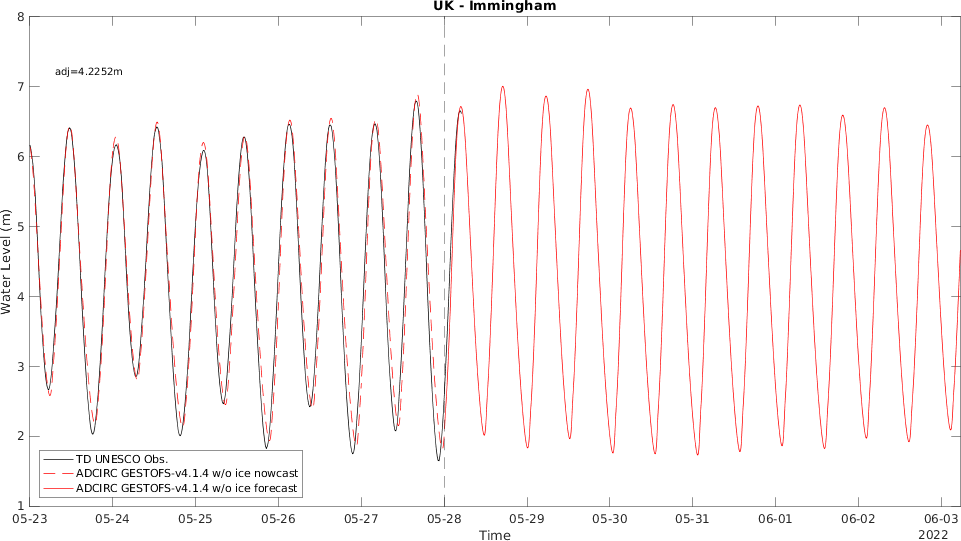 UK - Immingham
8
adj=4.2252m
7
6
5
4
3
2
1
Water Level (m)
TD UNESCO Obs.
ADCIRC GESTOFS-v4.1.4 w/o ice nowcast
ADCIRC GESTOFS-v4.1.4 w/o ice forecast
05-23 05-24 05-25 05-26 05-27 05-28 05-29 05-30 05-31 06-01 06-02 06-03
Time 2022